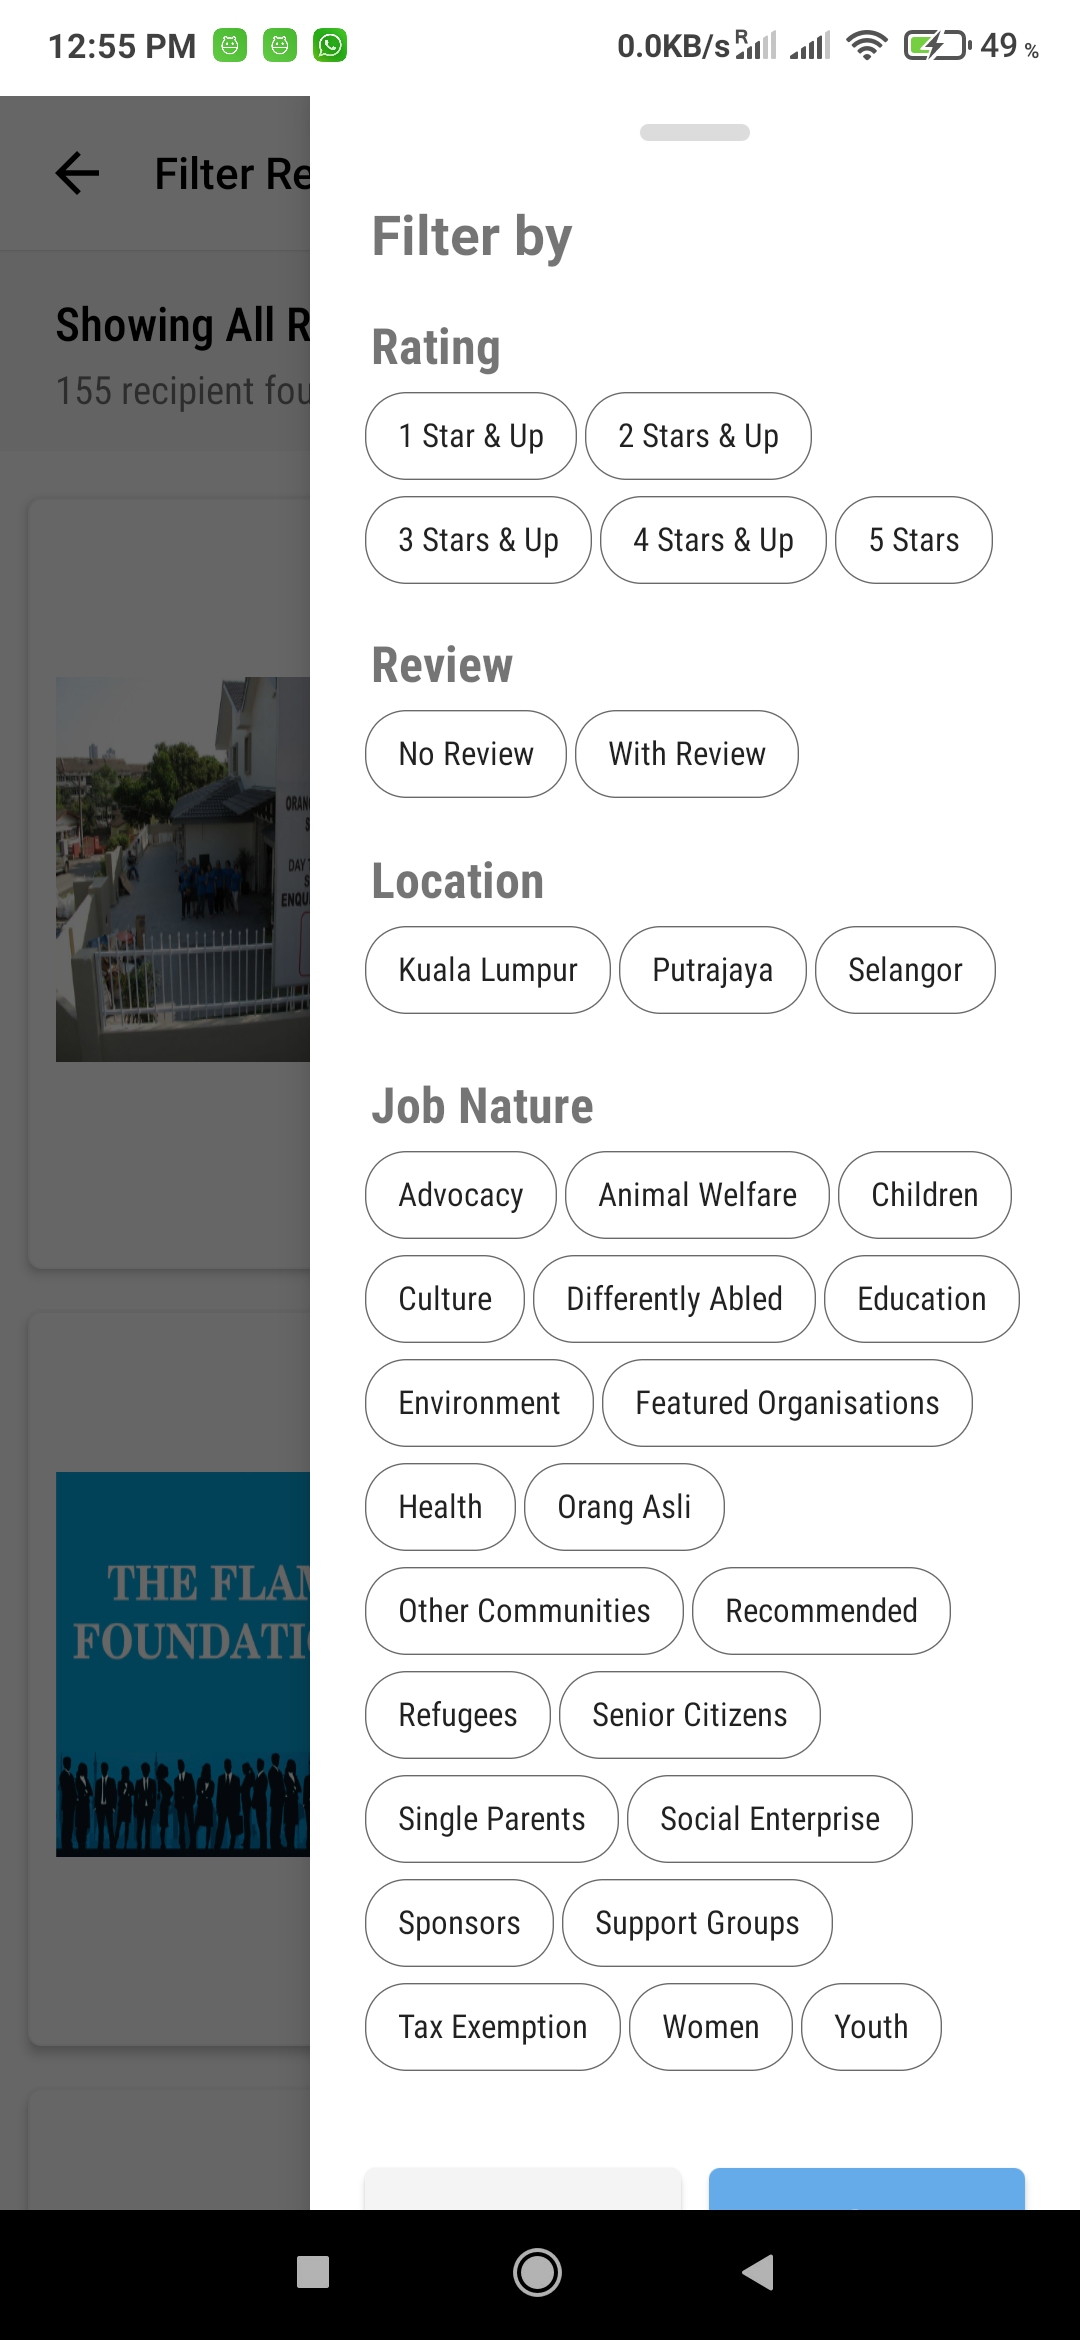 12:55 PM
0.0KB/s R 49 %
Filter Re
Showing All R
155 recipient fou
ORAN
S
DAY T
S
ENQU
THE FLAM
FOUNDATI
Filter by
Rating
1 Star & Up
2 Stars & Up
3 Stars & Up
4 Stars & Up
5 Stars
Review
No Review
With Review
Location
Kuala Lumpur
Putrajaya
Selangor
Job Nature
Advocacy
Animal Welfare
Children
Culture
Differently Abled
Education
Environment
Featured Organisations
Health
Orang Asli
Other Communities
Recommended
Refugees
Senior Citizens
Single Parents
Social Enterprise
Sponsors
Support Groups
Tax Exemption
Women
Youth